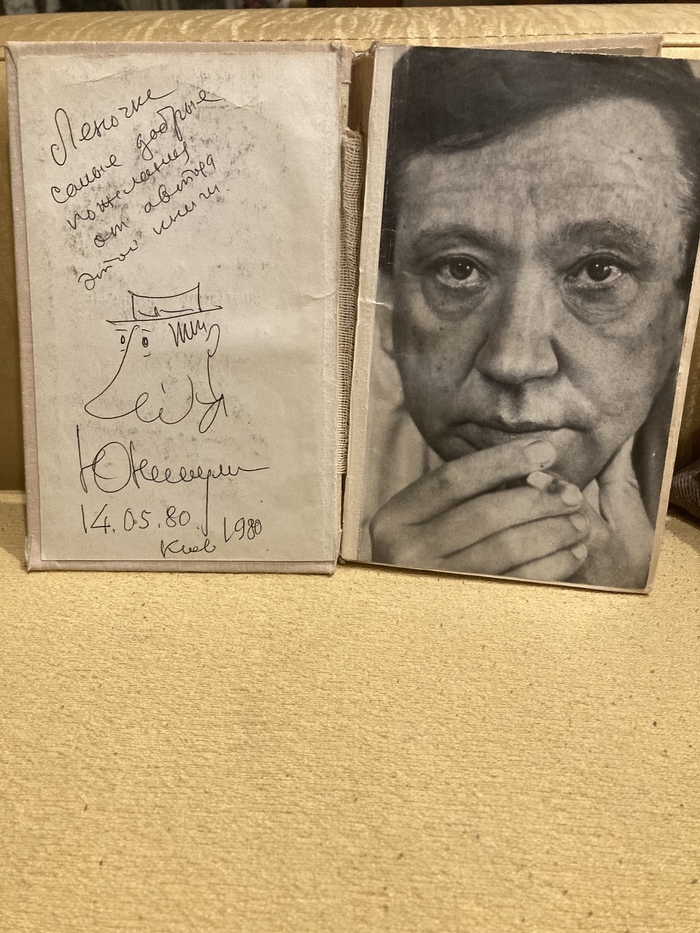 Леночке
самые добрые
пожелания
от автора
этой книги.
Ю Никулин
14.05.80. 1980
Киев